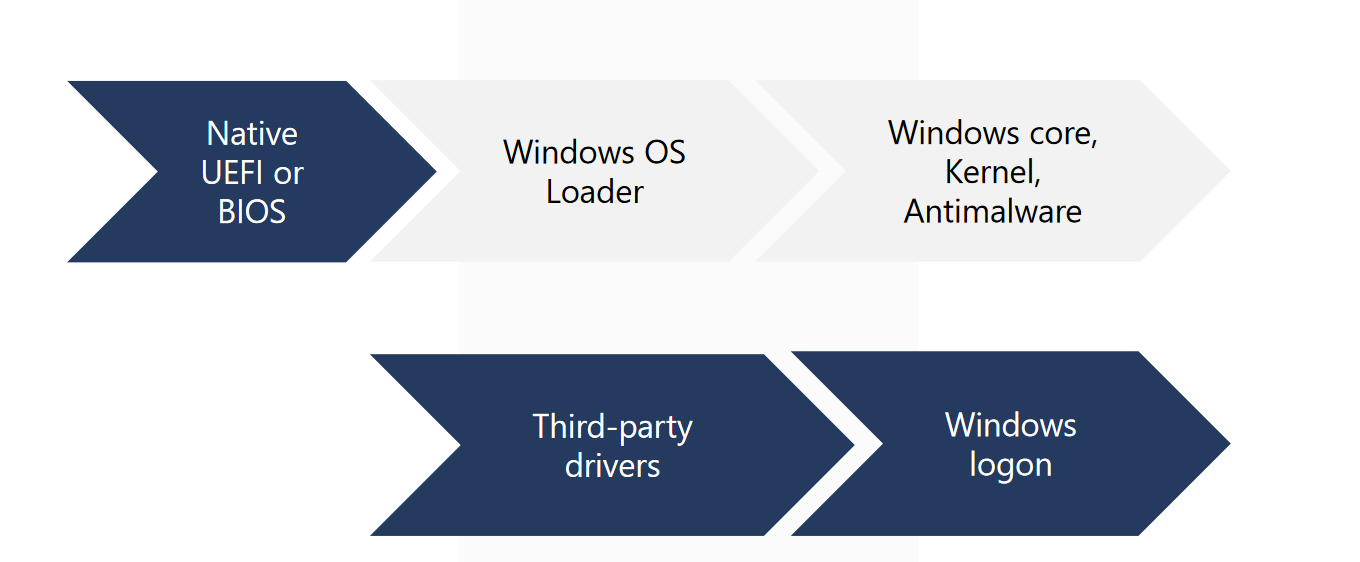 Native
UEFI or
BIOS
Windows OS
Loader
Windows core,
Kernel,
Antimalware
Third-party
drivers
Windows
logon